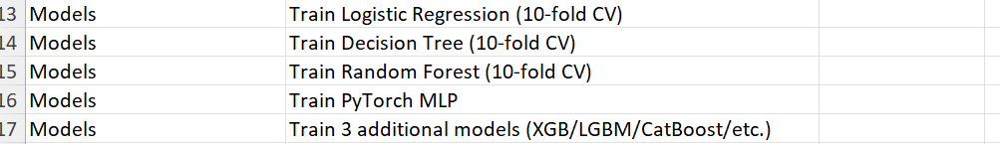 13 Models Train Logistic Regression (10-fold CV)
14 Models Train Decision Tree (10-fold CV)
15 Models Train Random Forest (10-fold CV)
16 Models Train PyTorch MLP
17 Models Train 3 additional models (XGB/LGBM/CatBoost/etc.)